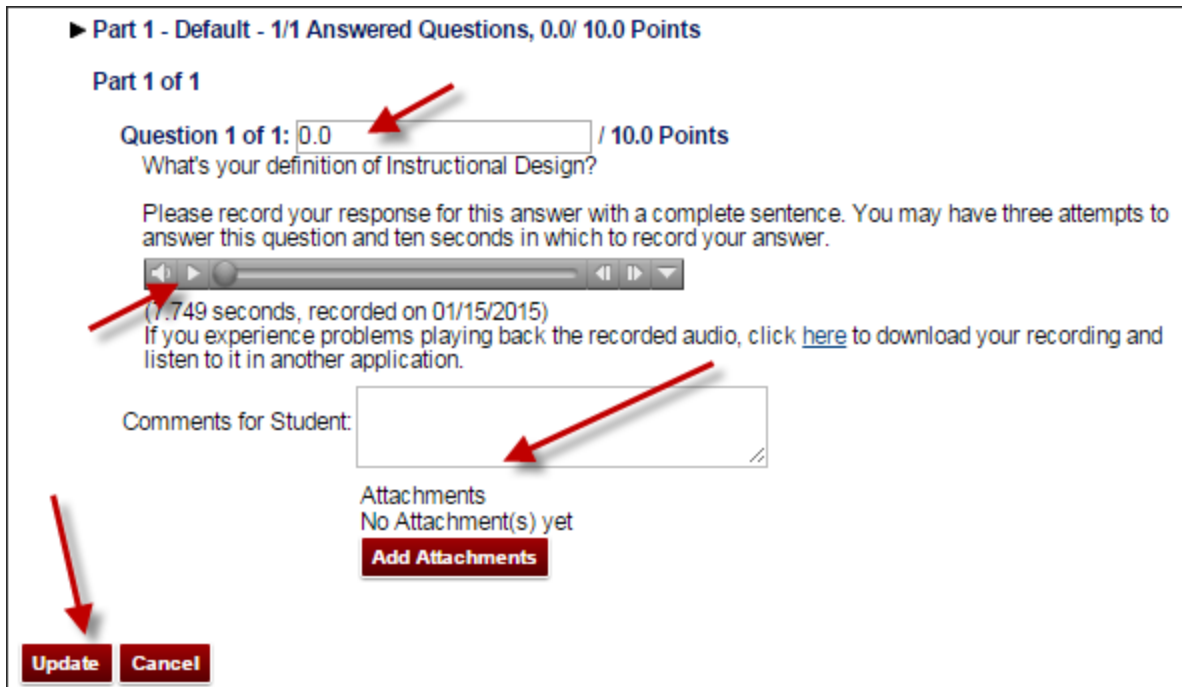 Part 1 - Default - 1/1 Answered Questions, 0.0/ 10.0 Points
Part 1 of 1
Question 1 of 1: 0.0 / 10.0 Points
What's your definition of Instructional Design?
Please record your response for this answer with a complete sentence. You may have three attempts to
answer this question and ten seconds in which to record your answer.
(7.749 seconds, recorded on 01/15/2015)
If you experience problems playing back the recorded audio, click here to download your recording and
listen to it in another application.
Comments for Student:
Attachments
No Attachment(s) yet
Add Attachments
Update Cancel